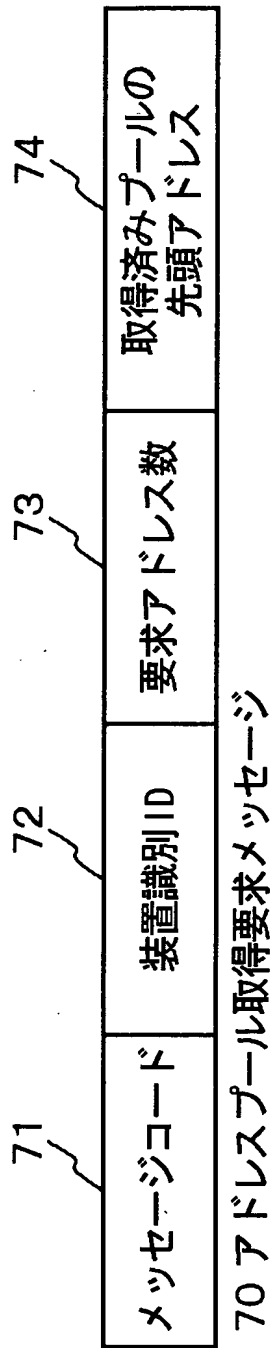 71
72
73
74
メッセージコード
装置識別ID
要求アドレス数
取得済みプールの
先頭アドレス
70 アドレスプール取得要求メッセージ